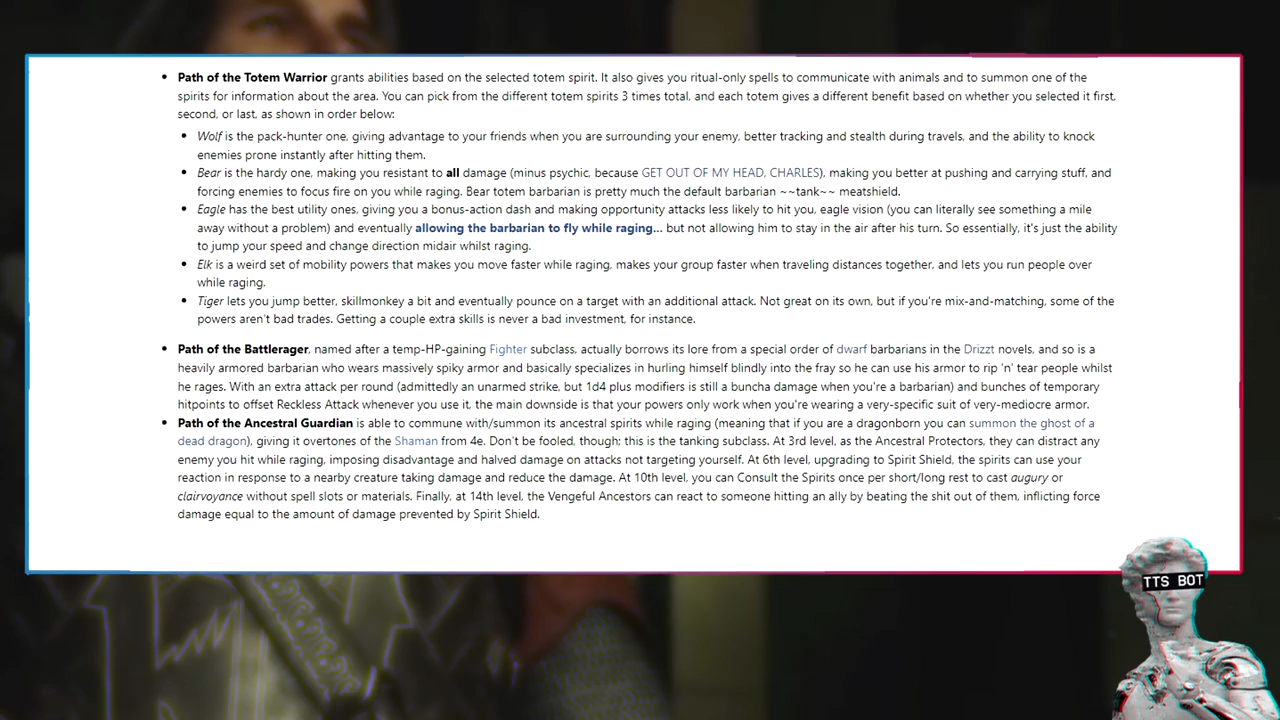 Path of the Totem Warrior grants abilities based on the selected totem spirit. It also gives you ritual-only spells to communicate with animals and to summon one of the
spirits for information about the area. You can pick from the different totem spirits 3 times total, and each totem gives a different benefit based on whether you selected it first,
second, or last, as shown in order below:
Wolf is the pack-hunter one, giving advantage to your friends when you are surrounding your enemy, better tracking and stealth during travels, and the ability to knock
enemies prone instantly after hitting them.
Bear is the hardy one, making you resistant to all damage (minus psychic, because GET OUT OF MY HEAD, CHARLES), making you better at pushing and carrying stuff, and
forcing enemies to focus fire on you while raging. Bear totem barbarian is pretty much the default barbarian ~~tank~~ meatshield.
Eagle has the best utility ones, giving you a bonus-action dash and making opportunity attacks less likely to hit you, eagle vision (you can literally see something a mile
away without a problem) and eventually allowing the barbarian to fly while raging... but not allowing him to stay in the air after his turn. So essentially, it's just the ability
to jump your speed and change direction midair whilst raging.
Elk is a weird set of mobility powers that makes you move faster while raging, makes your group faster when traveling distances together, and lets you run people over
while raging.
Tiger lets you jump better, skillmonkey a bit and eventually pounce on a target with an additional attack. Not great on its own, but if you're mix-and-matching, some of the
powers aren't bad trades. Getting a couple extra skills is never a bad investment, for instance.
Path of the Battlerager, named after a temp-HP-gaining Fighter subclass, actually borrows its lore from a special order of dwarf barbarians in the Drizzt novels, and so is a
heavily armored barbarian who wears massively spiky armor and basically specializes in hurling himself blindly into the fray so he can use his armor to rip 'n' tear people whilst
he rages. With an extra attack per round (admittedly an unarmed strike, but 1d4 plus modifiers is still a buncha damage when you're a barbarian) and bunches of temporary
hitpoints to offset Reckless Attack whenever you use it, the main downside is that your powers only work when you're wearing a very-specific suit of very-mediocre armor.
Path of the Ancestral Guardian is able to commune with/summon its ancestral spirits while raging (meaning that if you are a dragonborn you can summon the ghost of a
dead dragon), giving it overtones of the Shaman from 4e. Don't be fooled, though: this is the tanking subclass. At 3rd level, as the Ancestral Protectors, they can distract any
enemy you hit while raging, imposing disadvantage and halved damage on attacks not targeting yourself. At 6th level, upgrading to Spirit Shield, the spirits can use your
reaction in response to a nearby creature taking damage and reduce the damage. At 10th level, you can Consult the Spirits once per short/long rest to cast augury or
clairvoyance without spell slots or materials. Finally, at 14th level, the Vengeful Ancestors can react to someone hitting an ally by beating the shit out of them, inflicting force
damage equal to the amount of damage prevented by Spirit Shield.
TTS BOT